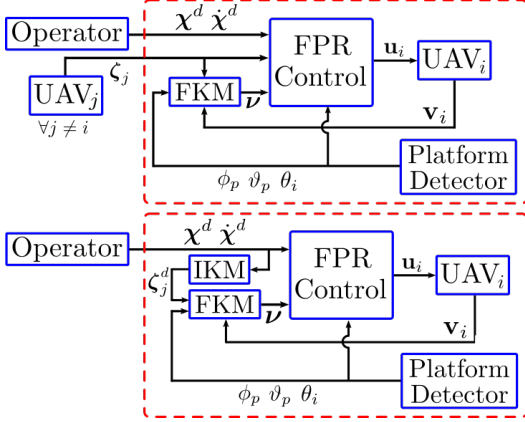 Operator
χ^d χ̇^d
FPR
Control
u_i
UAV_i
ζ_j
UAV_j
∀j ≠ i
FKM
ν
v_i
Platform
Detector
ϕ_p ϑ_p θ_i
Operator
χ^d χ̇^d
IKM
ζ_j^d
FKM
ν
FPR
Control
u_i
UAV_i
v_i
Platform
Detector
ϕ_p ϑ_p θ_i